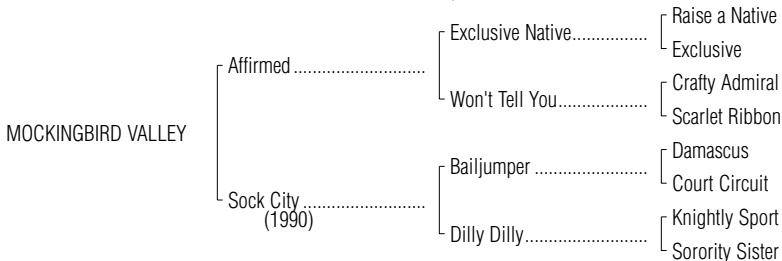 Raise a Native
Exclusive Native
Exclusive
Affirmed
Crafty Admiral
Won't Tell You
Scarlet Ribbon
MOCKINGBIRD VALLEY
Damascus
Bailjumper
Court Circuit
Sock City
(1990)
Knightly Sport
Dilly Dilly
Sorority Sister